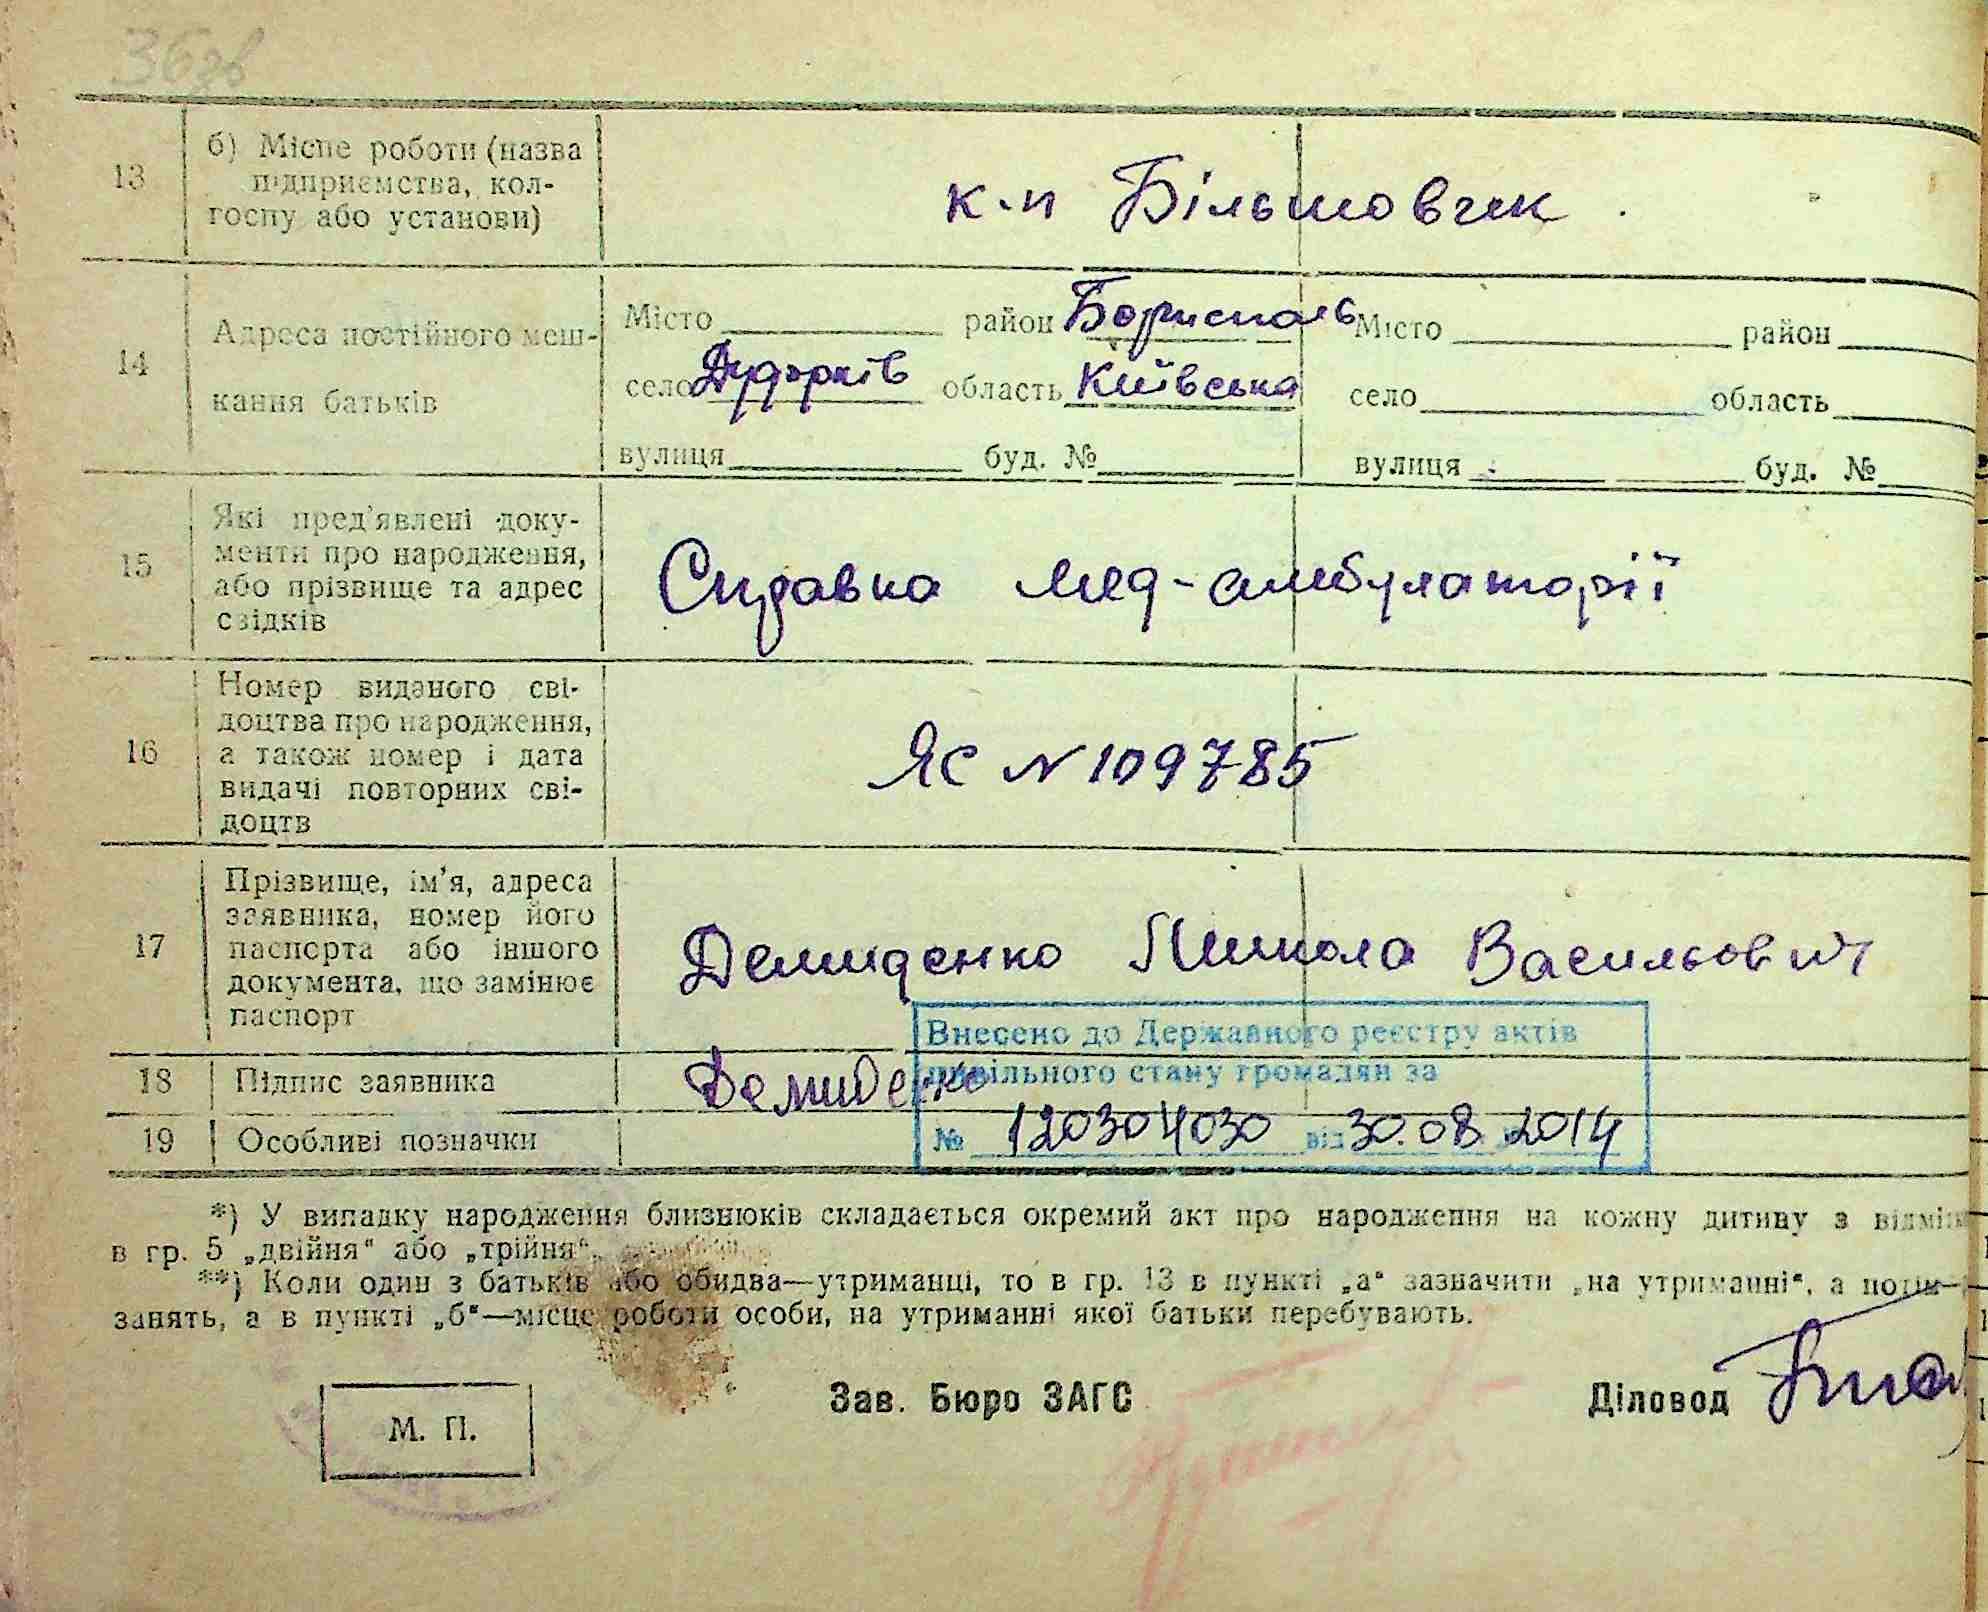 36зв
13
б) Місце роботи (назва
підприємства, кол-
госпу або установи)
к-п Більшовик
14
Адреса постійного меш-
кання батьків
Місто район Бориспіль
село Дударків область Київська
вулиця буд. №
Місто район
село область
вулиця буд. №
15
Які пред'явлені доку-
менти про народження,
або прізвище та адрес
свідків
Справка мед-амбулаторії
16
Номер виданого сві-
доцтва про народження,
а також номер і дата
видачі повторних сві-
доцтв
ЯС N 109785
17
Прізвище, ім'я, адреса
заявника, номер його
паспорта або іншого
документа, що замінює
паспорт
Демиденко Микола Васильович
18
Підпис заявника
Демиденко
19
Особливі позначки
Внесено до Державного реєстру актів
цивільного стану громадян за
№ 120304030 від 30.08.2014
*) У випадку народження близнюків складається окремий акт про народження на кожну дитину з відміт
в гр. 5 „двійня" або „трійня".
**) Коли один з батьків або обидва—утриманці, то в гр. 13 в пункті „а" зазначити „на утриманні", а потім—
занять, а в пункті „б"—місце роботи особи, на утриманні якої батьки перебувають.
М. П.
Зав. Бюро ЗАГС
Діловод